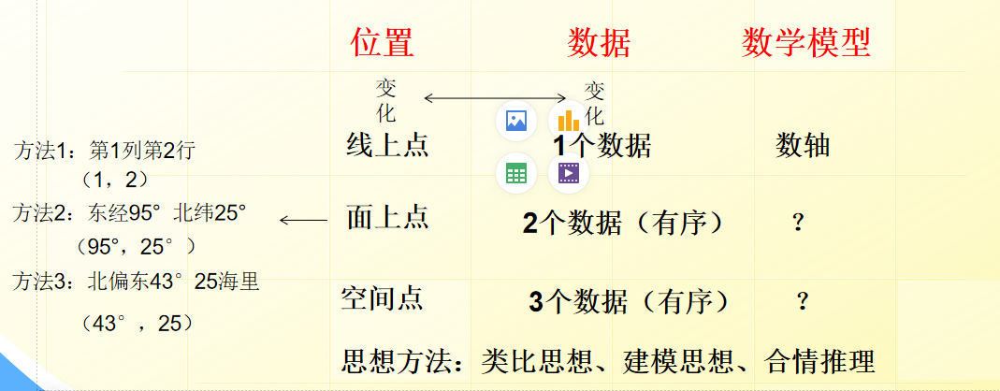 位置 数据 数学模型
变化 变化
线上点 1个数据 数轴
方法1：第1列第2行
（1，2）
方法2：东经95° 北纬25°
（95°，25°）
面上点 2个数据（有序） ？
方法3：北偏东43° 25海里
（43°，25）
空间点 3个数据（有序） ？
思想方法：类比思想、建模思想、合情推理